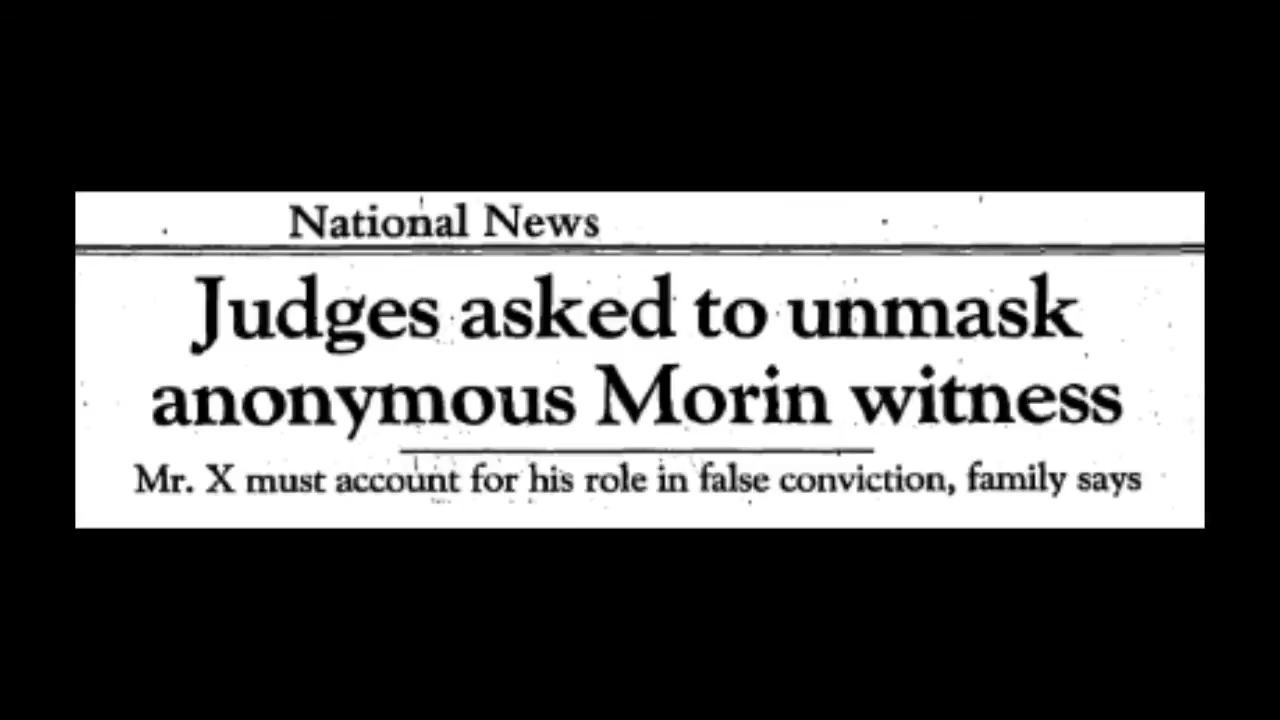 National News
Judges asked to unmask
anonymous Morin witness
Mr. X must account for his role in false conviction, family says